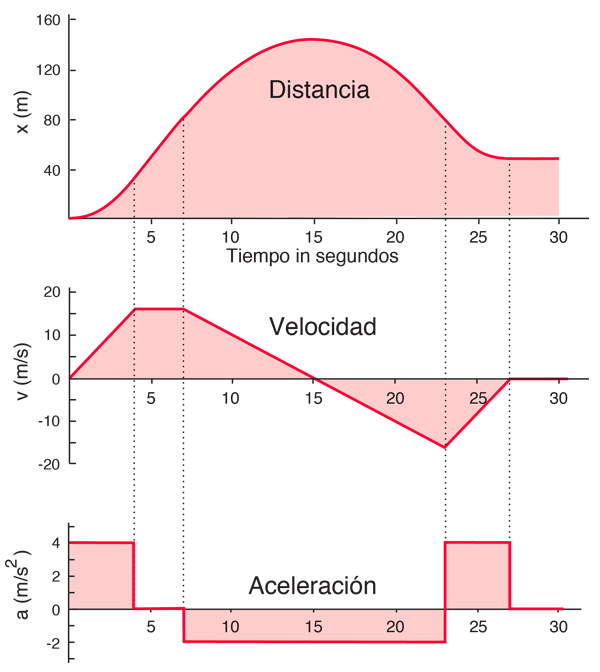 160
120
80
40
x (m)
Distancia
5 10 15 20 25 30
Tiempo in segundos
20
10
0
-10
-20
v (m/s)
Velocidad
5 10 15 20 25 30
4
2
0
-2
a (m/s²)
Aceleración
5 10 15 20 25 30